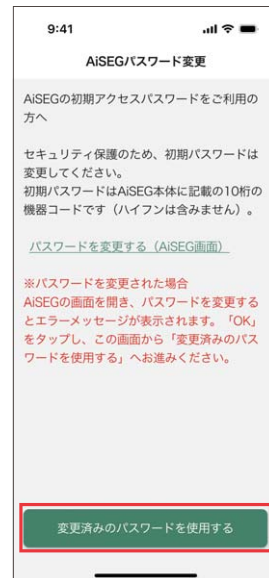 9:41
AiSEGパスワード変更
AiSEGの初期アクセスパスワードをご利用の
方へ
セキュリティ保護のため、初期パスワードは
変更してください。
初期パスワードはAiSEG本体に記載の10桁の
機器コードです（ハイフンは含みません）。
パスワードを変更する（AiSEG画面）
※パスワードを変更された場合
AiSEGの画面を開き、パスワードを変更する
とエラーメッセージが表示されます。「OK」
をタップし、この画面から「変更済みのパス
ワードを使用する」へお進みください。
変更済みのパスワードを使用する